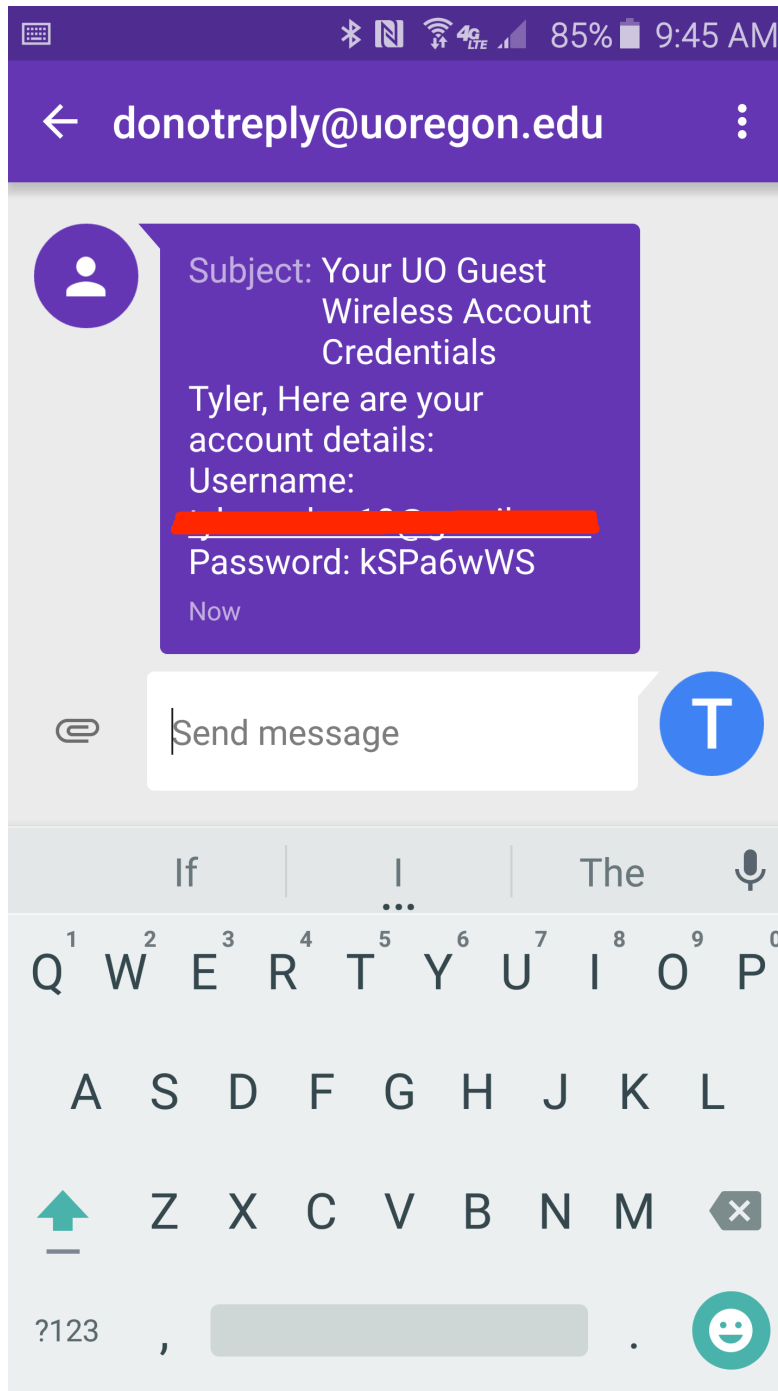 85% 9:45 AM
donotreply@uoregon.edu
Subject: Your UO Guest
Wireless Account
Credentials
Tyler, Here are your
account details:
Username:
Password: kSPa6wWS
Now
Send message
T
If I The
1 2 3 4 5 6 7 8 9 0
Q W E R T Y U I O P
A S D F G H J K L
Z X C V B N M
?123 , .